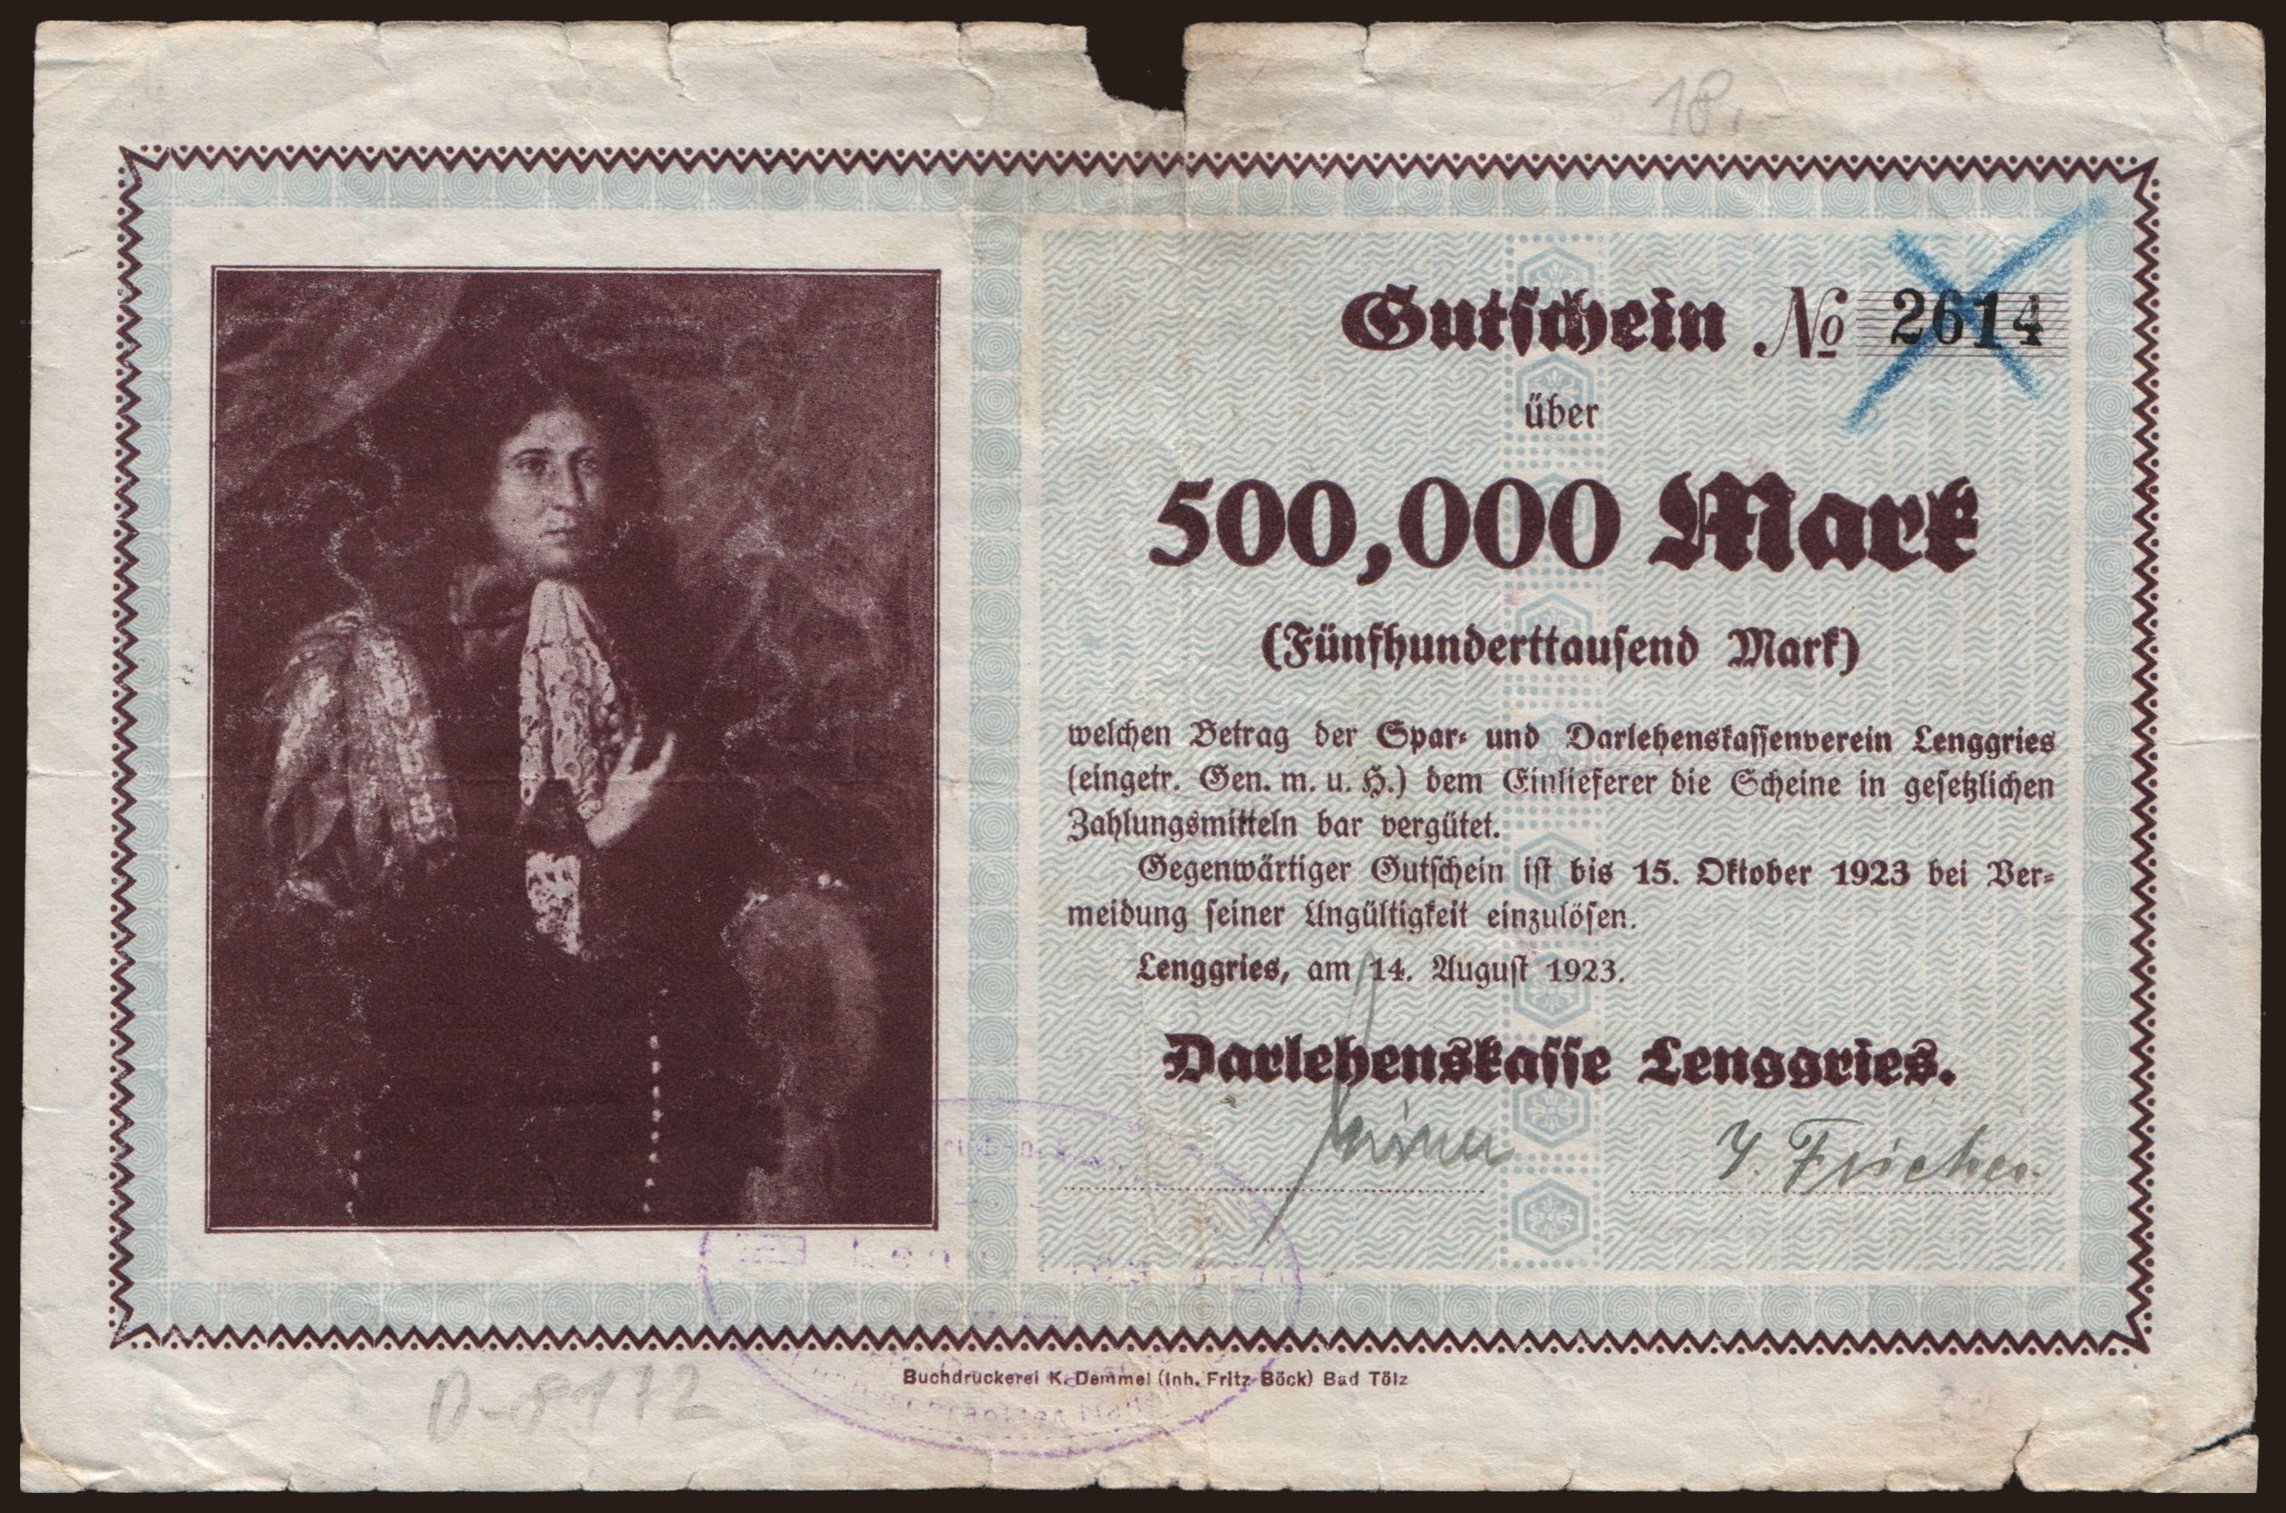 18.-
Gutschein No 2614
über
500,000 Mark
(Fünfhunderttausend Mark)
welchen Betrag der Spar- und Darlehenskassenverein Lenggries
(eingetr. Gen. m. u. H.) dem Einlieferer die Scheine in gesetzlichen
Zahlungsmitteln bar vergütet.
Gegenwärtiger Gutschein ist bis 15. Oktober 1923 bei Ver-
meidung seiner Ungültigkeit einzulösen.
Lenggries, am 14. August 1923.
Darlehenskasse Lenggries.
J. Fischer
Buchdruckerei K. Demmel (Inh. Fritz Böck) Bad Tölz
D-8172